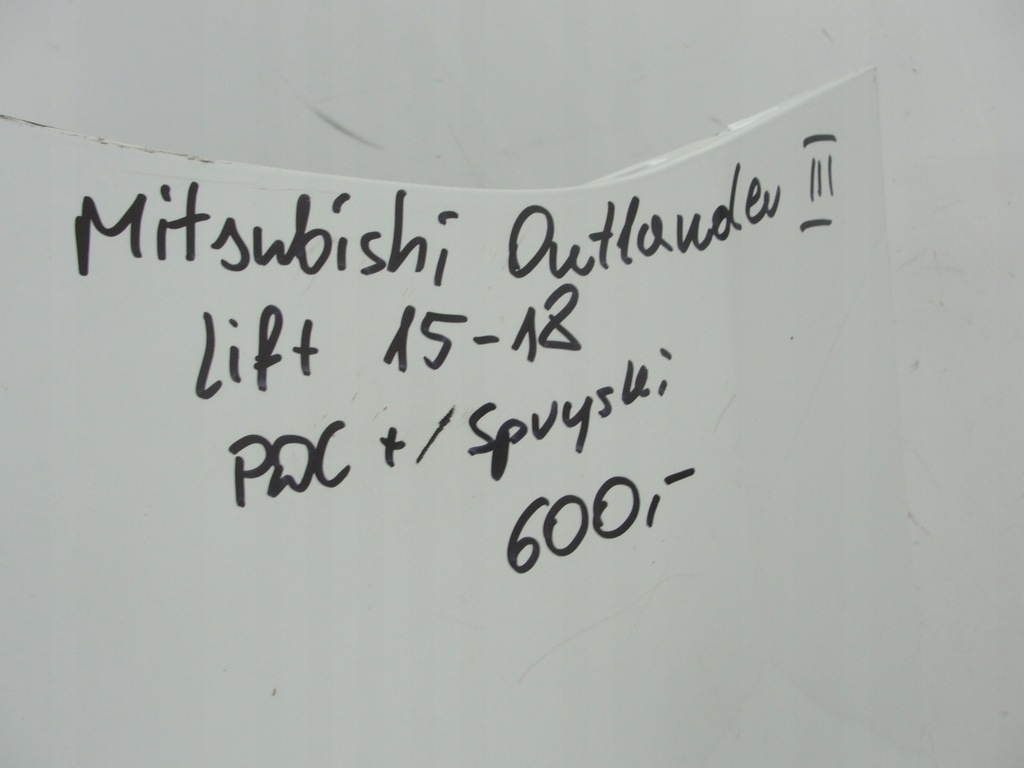 Mitsubishi Outlander III
Lift 15-18
PDC +/ Spryski
600,-